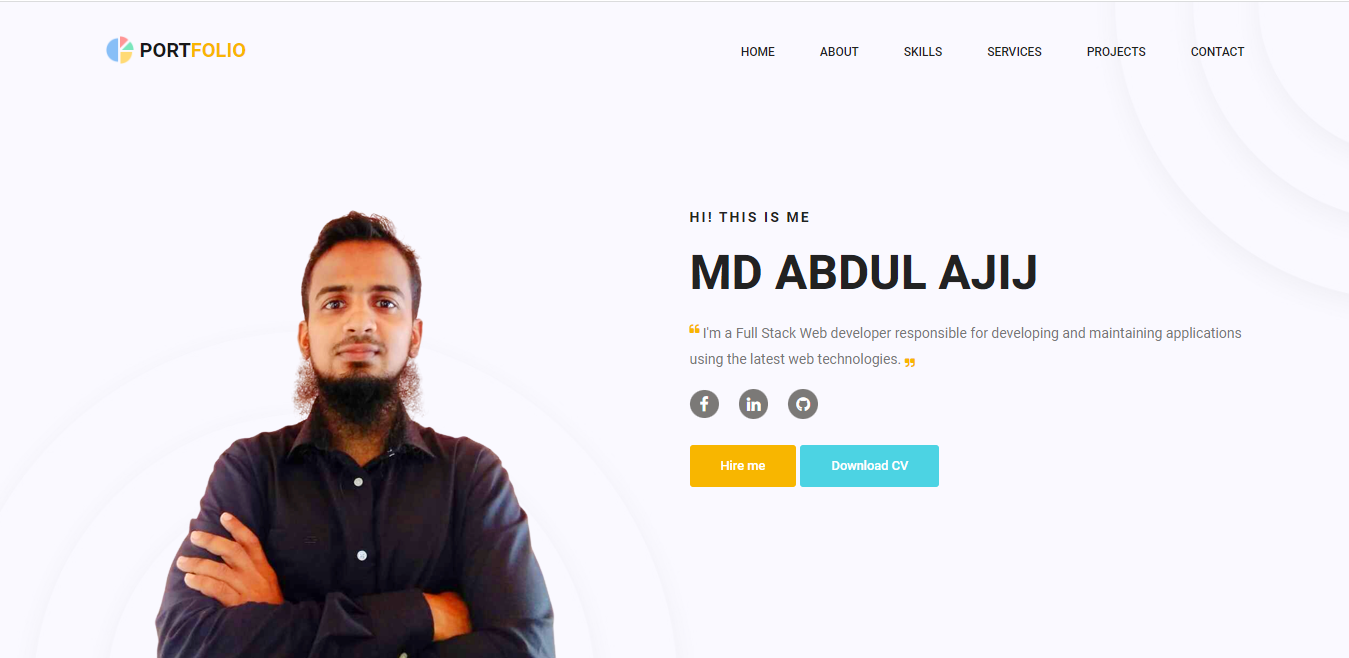 PORTFOLIO
HOME ABOUT SKILLS SERVICES PROJECTS CONTACT
HI! THIS IS ME
MD ABDUL AJIJ
❝ I'm a Full Stack Web developer responsible for developing and maintaining applications
using the latest web technologies. ❞
f in
Hire me Download CV